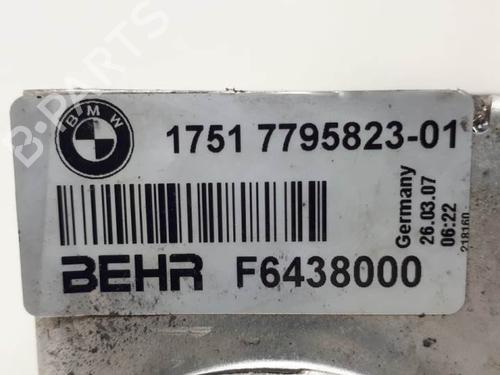 BMW
1751 7795823-01
BEHR F6438000
Germany
26.03.07
06:22
218160
B-PARTS